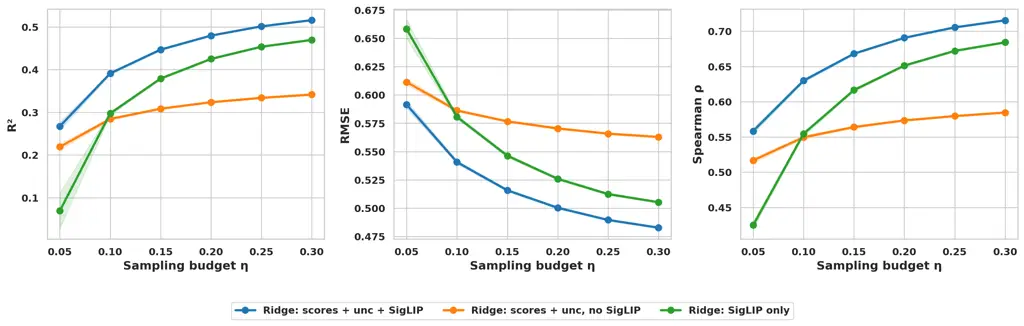 0.5
0.4
0.3
0.2
0.1
R²
0.05 0.10 0.15 0.20 0.25 0.30
Sampling budget η
0.675
0.650
0.625
0.600
0.575
0.550
0.525
0.500
0.475
RMSE
0.05 0.10 0.15 0.20 0.25 0.30
Sampling budget η
0.70
0.65
0.60
0.55
0.50
0.45
Spearman ρ
0.05 0.10 0.15 0.20 0.25 0.30
Sampling budget η
Ridge: scores + unc + SigLIP Ridge: scores + unc, no SigLIP Ridge: SigLIP only